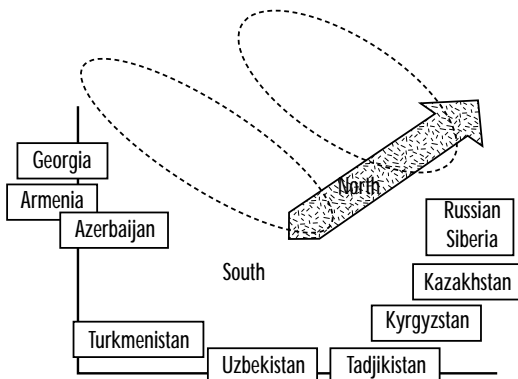 Georgia
Armenia
Azerbaijan
North
Russian
Siberia
South
Kazakhstan
Kyrgyzstan
Turkmenistan
Uzbekistan
Tadjikistan